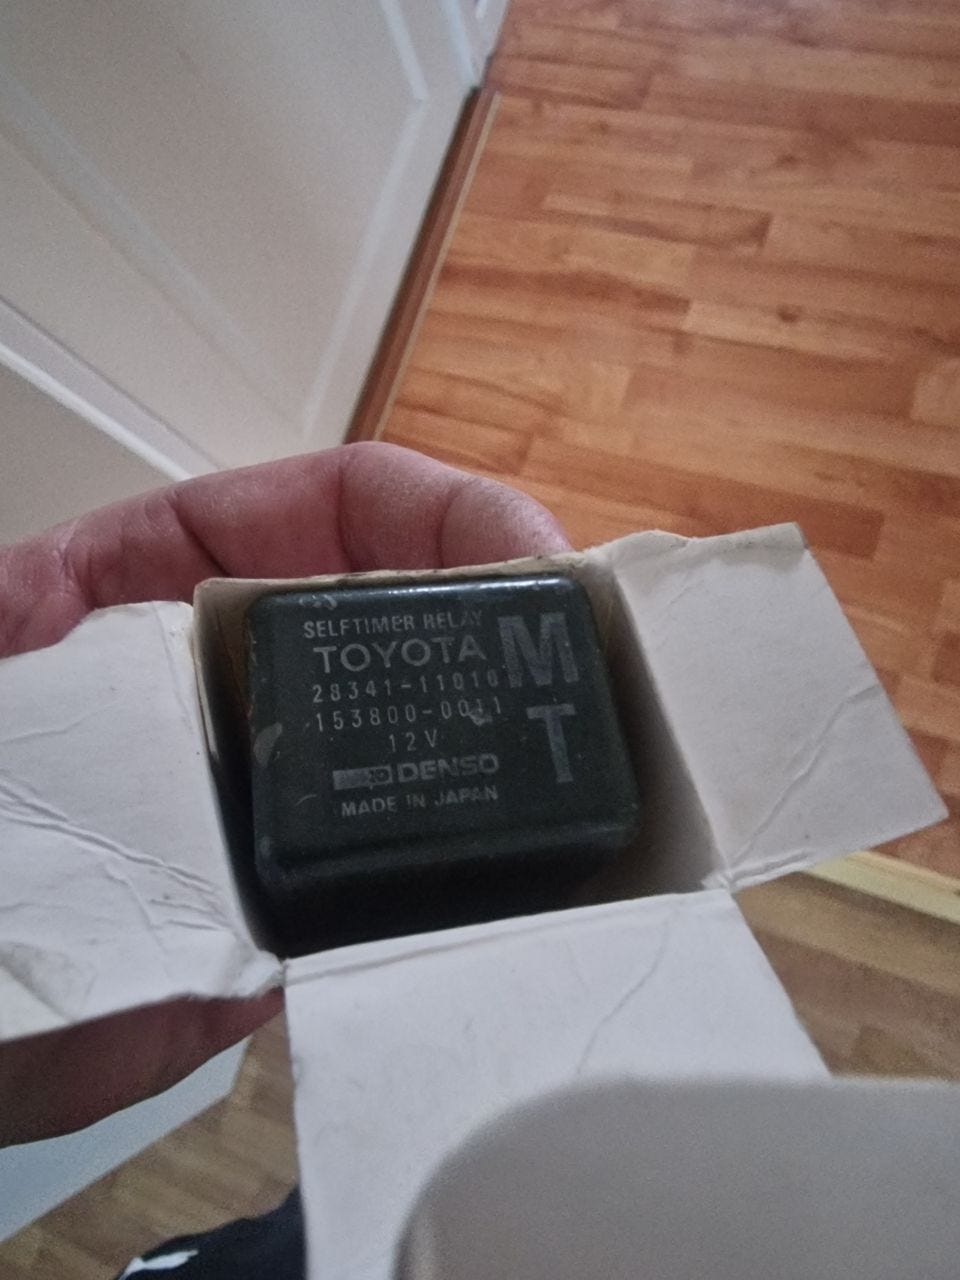 SELFTIMER RELAY
TOYOTA
M
28341-11010
153800-0011
T
12V
DENSO
MADE IN JAPAN